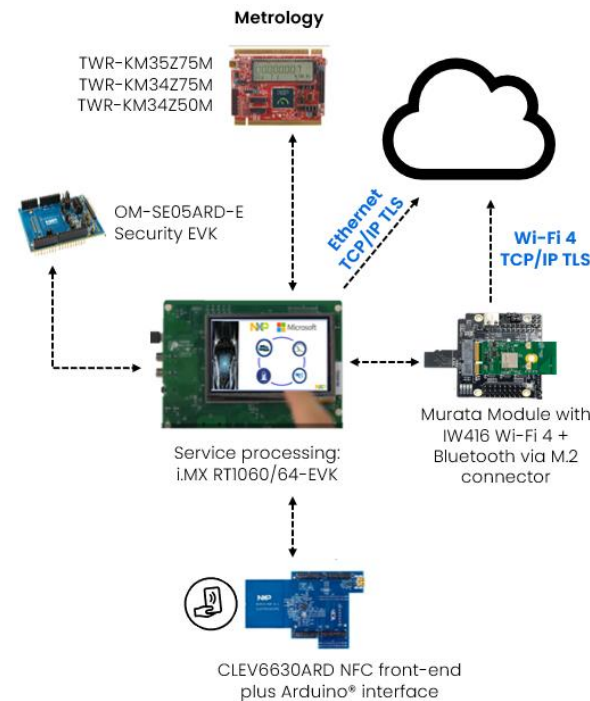 Metrology
TWR-KM35Z75M
TWR-KM34Z75M
TWR-KM34Z50M
OM-SE05ARD-E
Security EVK
Ethernet
TCP/IP TLS
Wi-Fi 4
TCP/IP TLS
NXP Microsoft
Murata Module with
IW416 Wi-Fi 4 +
Bluetooth via M.2
connector
Service processing:
i.MX RT1060/64-EVK
NXP
CLEV6630ARD NFC front-end
plus Arduino® interface